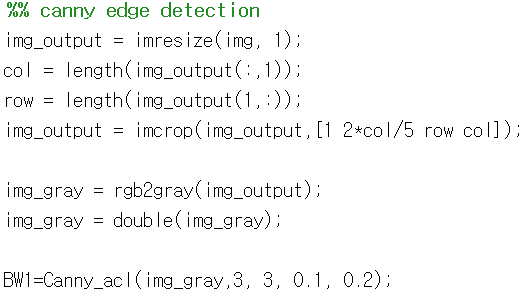 %% canny edge detection
img_output = imresize(img, 1);
col = length(img_output(:,1));
row = length(img_output(1,:));
img_output = imcrop(img_output,[1 2*col/5 row col]);
img_gray = rgb2gray(img_output);
img_gray = double(img_gray);
BW1=Canny_acl(img_gray,3, 3, 0.1, 0.2);